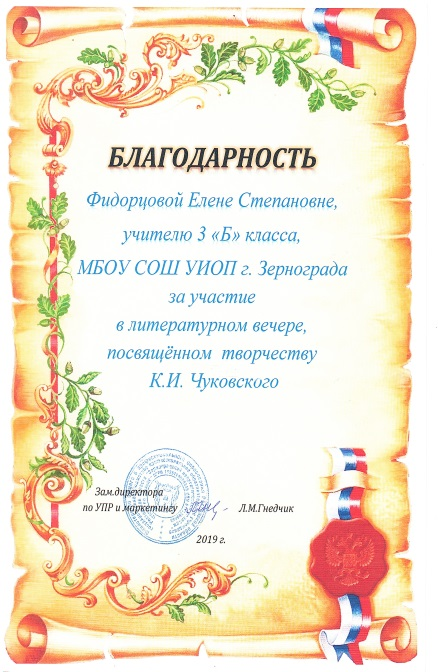 БЛАГОДАРНОСТЬ
Фидорцовой Елене Степановне,
учителю 3 «Б» класса,
МБОУ СОШ УИОП г. Зернограда
за участие
в литературном вечере,
посвящённом творчеству
К.И. Чуковского
Зам.директора
по УПР и маркетингу Л.М.Гнедчик
2019 г.